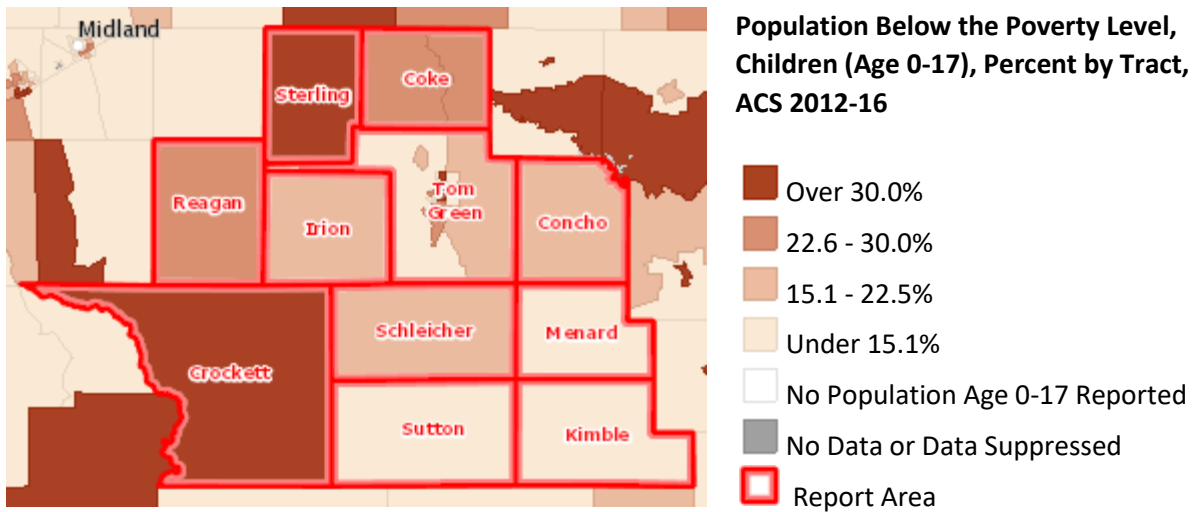 Midland
Sterling
Coke
Reagan
Irion
Tom
Green
Concho
Schleicher
Menard
Crockett
Sutton
Kimble
Population Below the Poverty Level,
Children (Age 0-17), Percent by Tract,
ACS 2012-16
Over 30.0%
22.6 - 30.0%
15.1 - 22.5%
Under 15.1%
No Population Age 0-17 Reported
No Data or Data Suppressed
Report Area